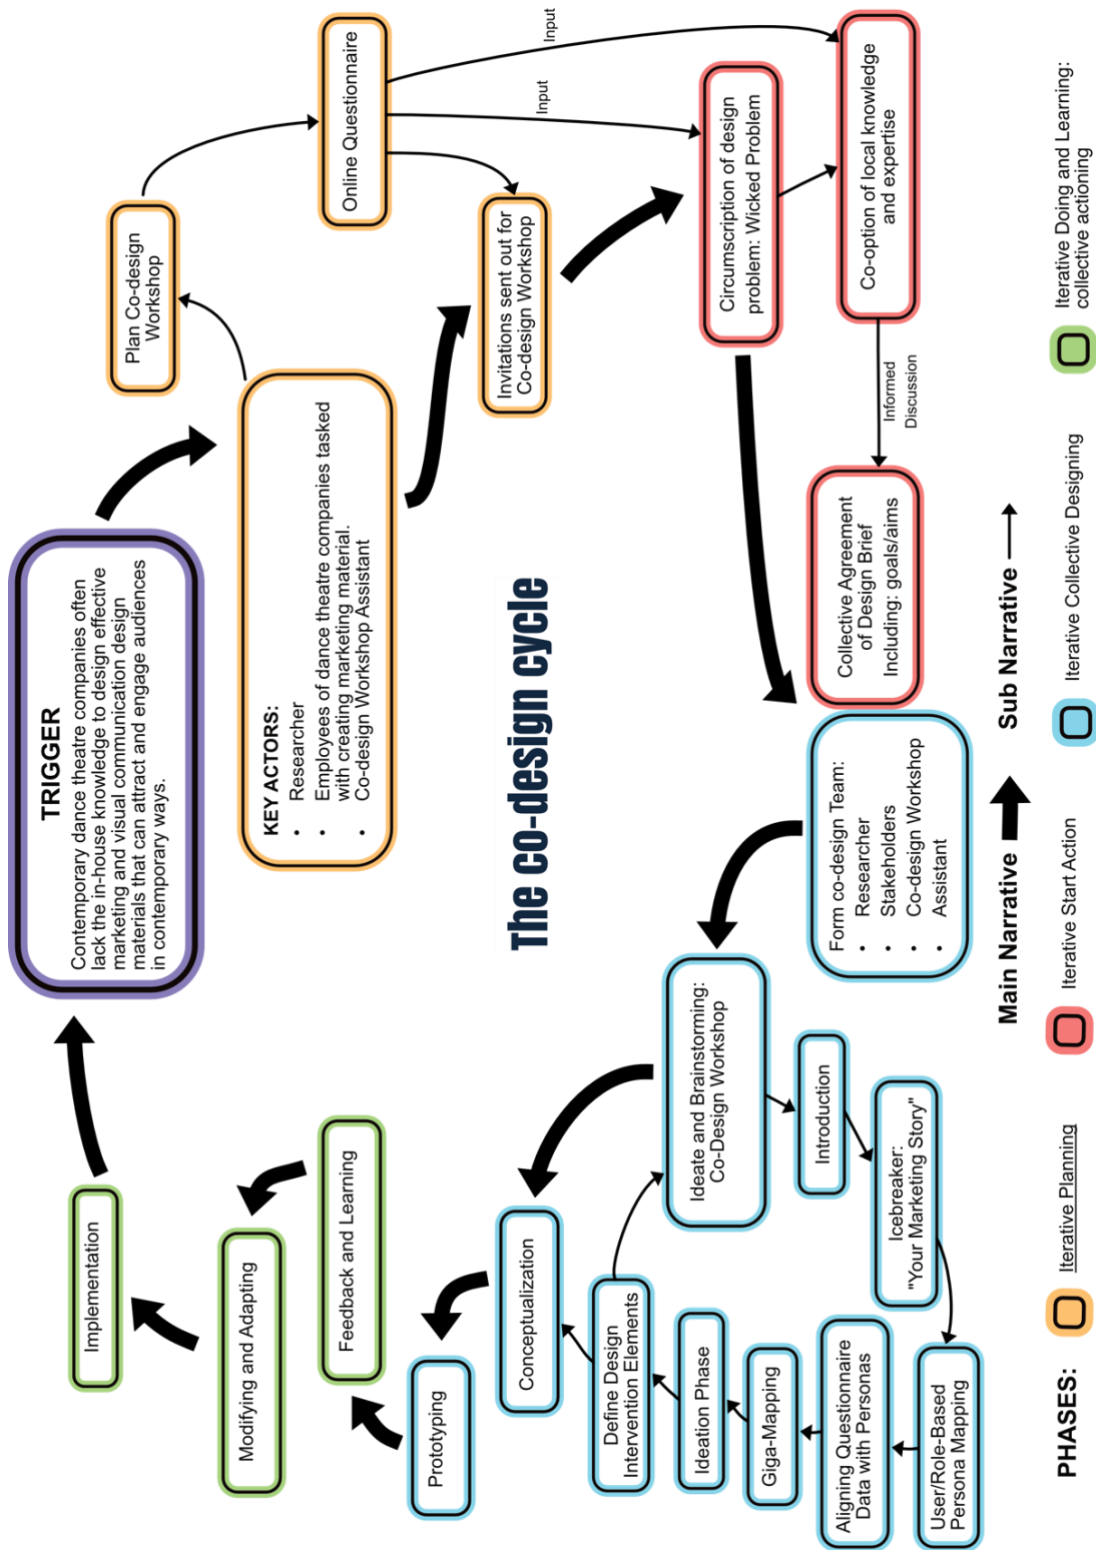 TRIGGER
Contemporary dance theatre companies often
lack the in-house knowledge to design effective
marketing and visual communication design
materials that can attract and engage audiences
in contemporary ways.
KEY ACTORS:
• Researcher
• Employees of dance theatre companies tasked
with creating marketing material.
• Co-design Workshop Assistant
Plan Co-design
Workshop
Online Questionnaire
Input
Input
Invitations sent out for
Co-design Workshop
Circumscription of design
problem: Wicked Problem
Co-option of local knowledge
and expertise
Informed
Discussion
Collective Agreement
of Design Brief
Including: goals/aims
The co-design cycle
Form co-design Team:
• Researcher
• Stakeholders
• Co-design Workshop
• Assistant
Ideate and Brainstorming:
Co-Design Workshop
Introduction
Icebreaker:
"Your Marketing Story"
User/Role-Based
Persona Mapping
Aligning Questionnaire
Data with Personas
Giga-Mapping
Ideation Phase
Define Design
Intervention Elements
Conceptualization
Prototyping
Feedback and Learning
Modifying and Adapting
Implementation
Main Narrative
Sub Narrative
PHASES:
Iterative Planning
Iterative Start Action
Iterative Collective Designing
Iterative Doing and Learning:
collective actioning